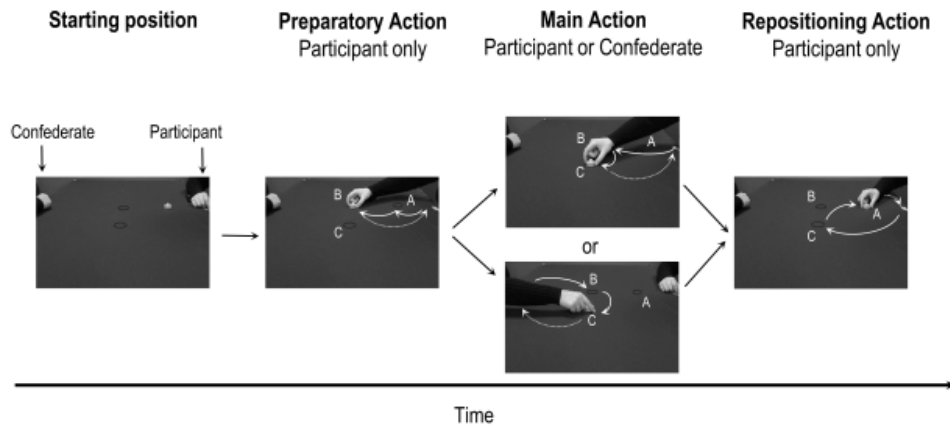 Starting position
Preparatory Action
Participant only
Main Action
Participant or Confederate
Repositioning Action
Participant only
Confederate
Participant
B
A
C
B
A
C
or
B
A
C
B
A
C
Time